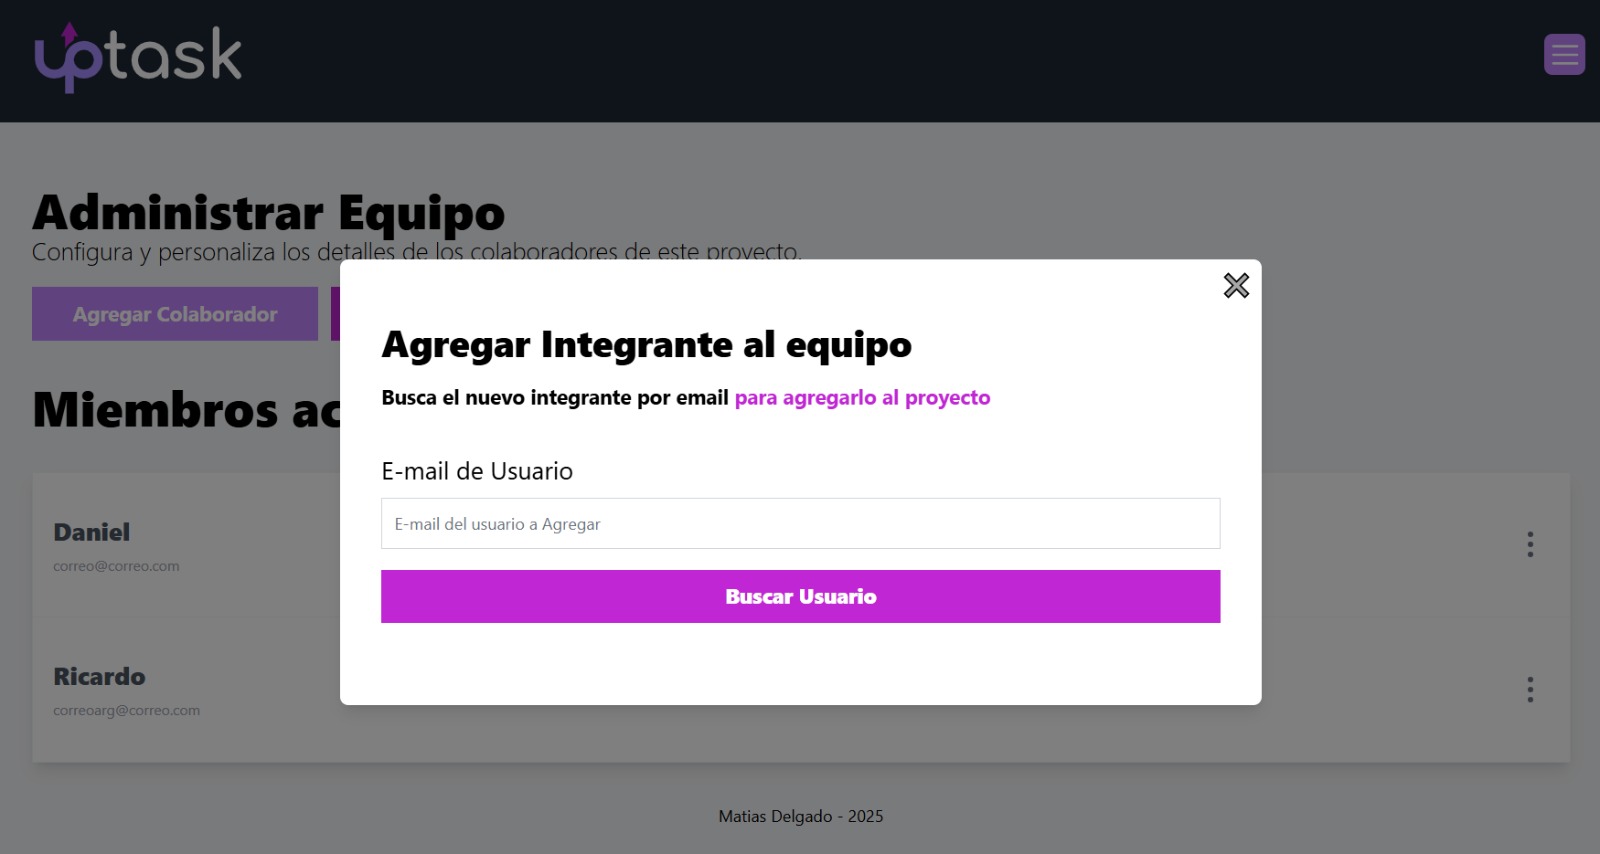 uptask
Administrar Equipo
Configura y personaliza los detalles de los colaboradores de este proyecto.
Agregar Colaborador
Agregar Integrante al equipo
Busca el nuevo integrante por email para agregarlo al proyecto
Miembros
E-mail de Usuario
E-mail del usuario a Agregar
Buscar Usuario
Daniel
correo@correo.com
Ricardo
correoarg@correo.com
Matias Delgado - 2025